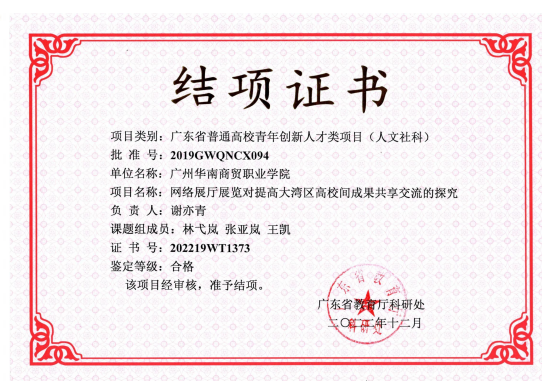 结项证书
项目类别：广东省普通高校青年创新人才类项目（人文社科）
批 准 号：2019GWQNCX094
单位名称：广州华南商贸职业学院
项目名称：网络展厅展览对提高大湾区高校间成果共享交流的探究
负 责 人：谢亦青
课题组成员：林弋岚 张亚岚 王凯
证 书 号：202219WT1373
鉴定等级：合格
该项目经审核，准予结项。
广东省教育厅科研处
二〇二二年十二月